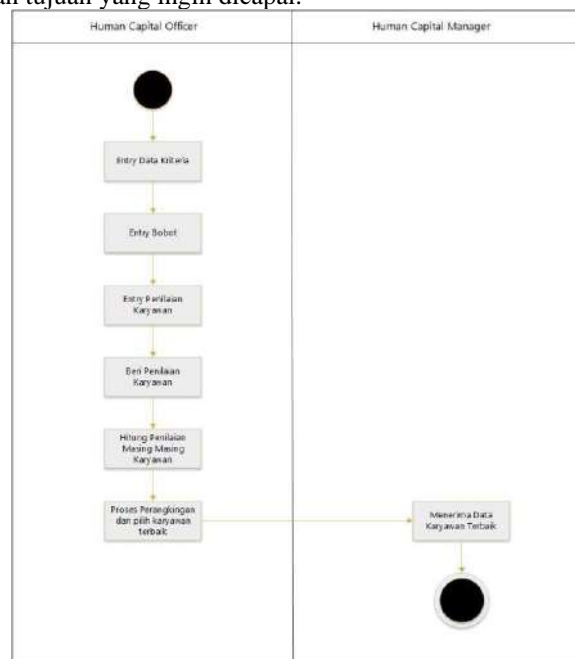 an tujuan yang ingin dicapai.
Human Capital Officer
Human Capital Manager
Entry Data Kriteria
Entry Bobot
Entry Penilaian
Karyawan
Beri Penilaian
Karyawan
Hitung Penilaian
Masing Masing
Karyawan
Proses Perangkingan
dan pilih karyawan
terbaik
Menerima Data
Karyawan Terbaik